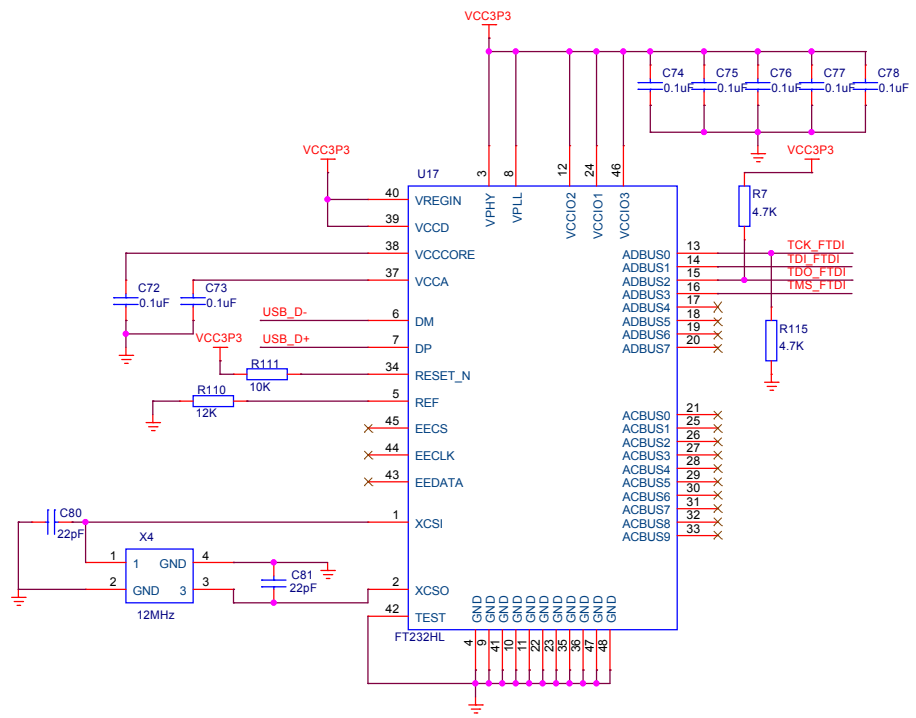 VCC3P3
C74
0.1uF
C75
0.1uF
C76
0.1uF
C77
0.1uF
C78
0.1uF
VCC3P3
VCC3P3
U17
3
8
12
24
46
VPHY
VPLL
VCCIO2
VCCIO1
VCCIO3
R7
4.7K
40
VREGIN
39
VCCD
38
VCCCORE
37
VCCA
C72
0.1uF
C73
0.1uF
USB_D-
6
DM
USB_D+
7
DP
VCC3P3
R111
10K
34
RESET_N
R110
12K
5
REF
45
EECS
44
EECLK
43
EEDATA
C80
22pF
1
XCSI
X4
1
1
GND
4
2
GND
3
3
12MHz
C81
22pF
2
XCSO
42
TEST
FT232HL
ADBUS0
13
TCK_FTDI
ADBUS1
14
TDI_FTDI
ADBUS2
15
TDO_FTDI
ADBUS3
16
TMS_FTDI
ADBUS4
17
ADBUS5
18
ADBUS6
19
ADBUS7
20
R115
4.7K
ACBUS0
21
ACBUS1
25
ACBUS2
26
ACBUS3
27
ACBUS4
28
ACBUS5
29
ACBUS6
30
ACBUS7
31
ACBUS8
32
ACBUS9
33
GND
GND
GND
GND
GND
GND
GND
GND
GND
GND
GND
4
9
41
10
11
22
23
35
36
47
48